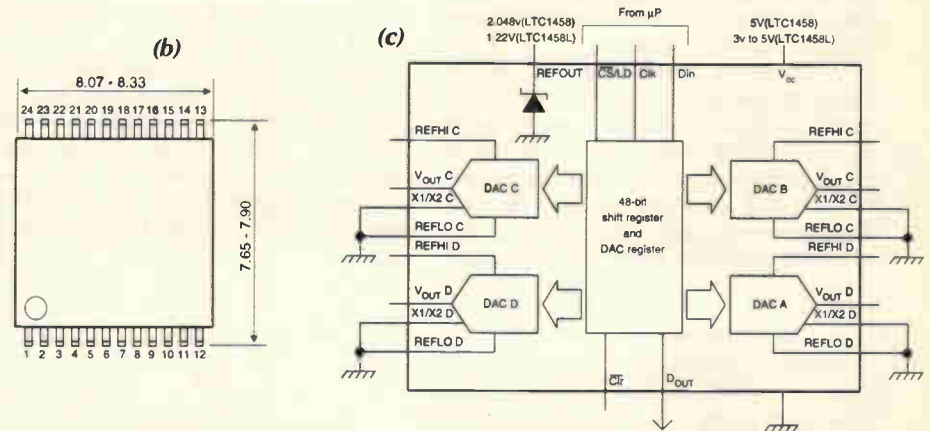 (b)
8.07 - 8.33
24 23 22 21 20 19 18 17 16 15 14 13
7.65 - 7.90
1 2 3 4 5 6 7 8 9 10 11 12
(c)
2.048v(LTC1458)
1.22V(LTC1458L)
From µP
5V(LTC1458)
3v to 5V(LTC1458L)
REFOUT
CS/LD
Clk
Din
Vcc
REFHI C
VOUT C
X1/X2 C
REFLO C
DAC C
REFHI D
VOUT D
X1/X2 D
REFLO D
DAC D
48-bit
shift register
and
DAC register
REFHI C
DAC B
VOUT C
X1/X2 C
REFLO C
REFHI D
DAC A
VOUT D
X1/X2 D
REFLO D
Clr
DOUT